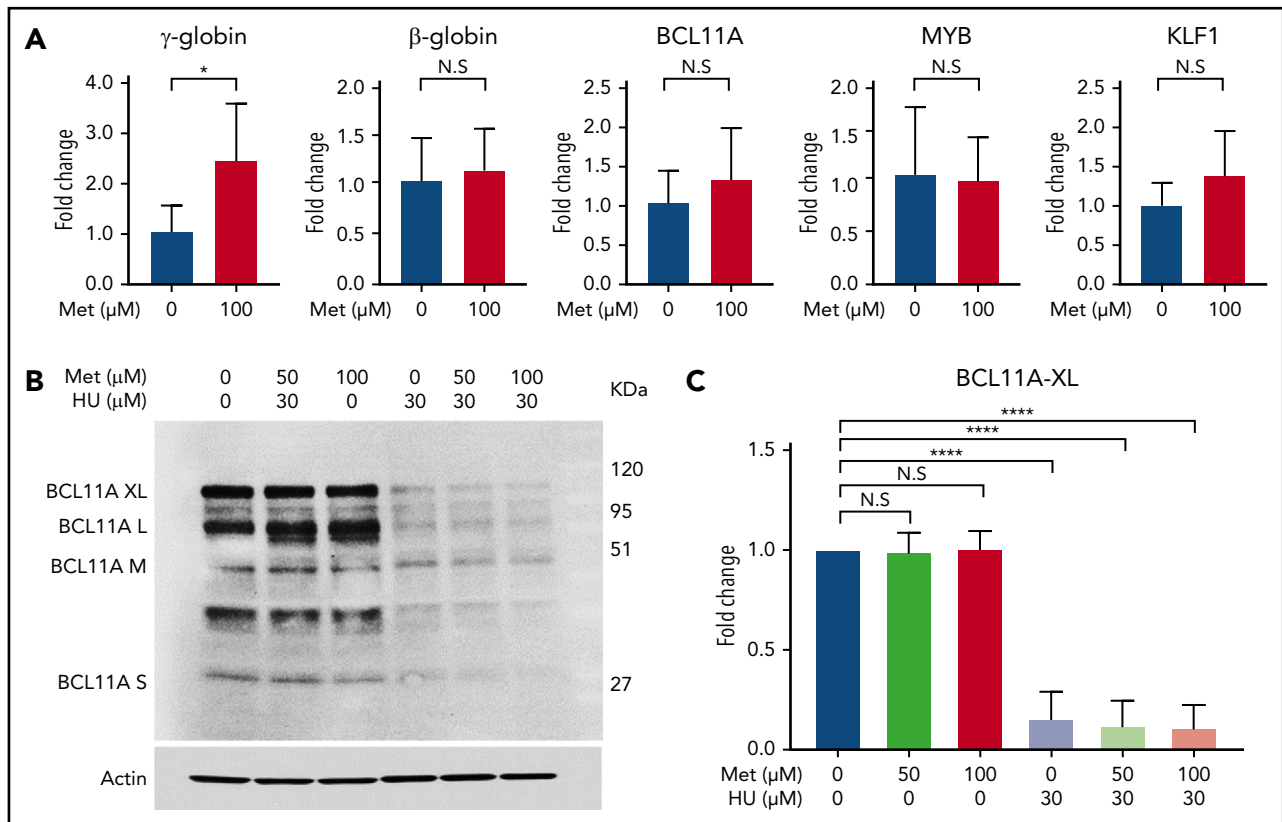 A
γ-globin
β-globin
BCL11A
MYB
KLF1
*
N.S
N.S
N.S
N.S
Fold change
4.0
3.0
2.0
1.0
0.0
Met (μM) 0 100
Fold change
2.0
1.5
1.0
0.5
0.0
Met (μM) 0 100
Fold change
2.5
2.0
1.5
1.0
0.5
0.0
Met (μM) 0 100
Fold change
2.0
1.5
1.0
0.5
0.0
Met (μM) 0 100
Fold change
2.5
2.0
1.5
1.0
0.5
0.0
Met (μM) 0 100
B
Met (μM) 0 50 100 0 50 100
HU (μM) 0 30 0 30 30 30
KDa
BCL11A XL
BCL11A L
BCL11A M
BCL11A S
120
95
51
27
Actin
C
BCL11A-XL
****
****
****
N.S
N.S
Fold change
1.5
1.0
0.5
0.0
Met (μM) 0 50 100 0 50 100
HU (μM) 0 0 0 30 30 30